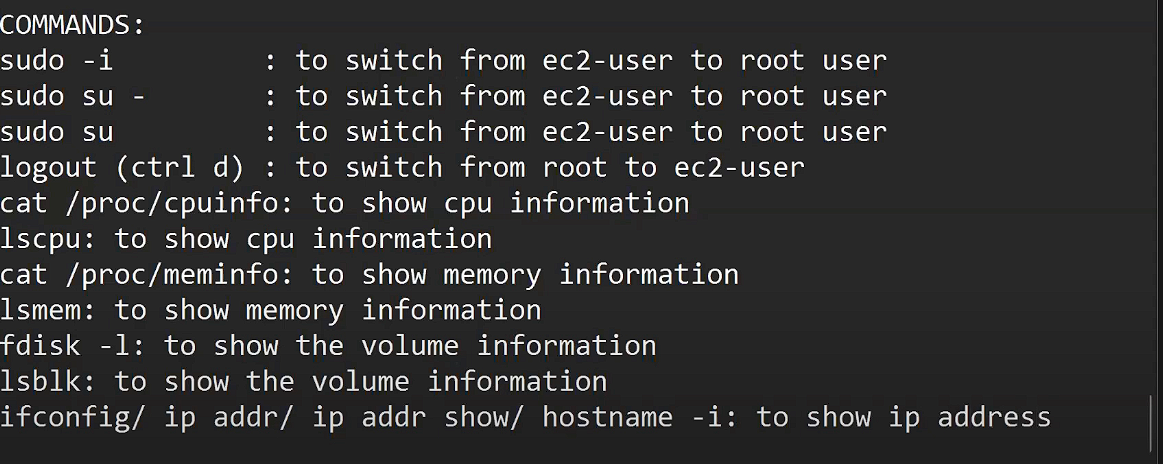 COMMANDS:
sudo -i         : to switch from ec2-user to root user
sudo su -       : to switch from ec2-user to root user
sudo su         : to switch from ec2-user to root user
logout (ctrl d) : to switch from root to ec2-user
cat /proc/cpuinfo: to show cpu information
lscpu: to show cpu information
cat /proc/meminfo: to show memory information
lsmem: to show memory information
fdisk -l: to show the volume information
lsblk: to show the volume information
ifconfig/ ip addr/ ip addr show/ hostname -i: to show ip address